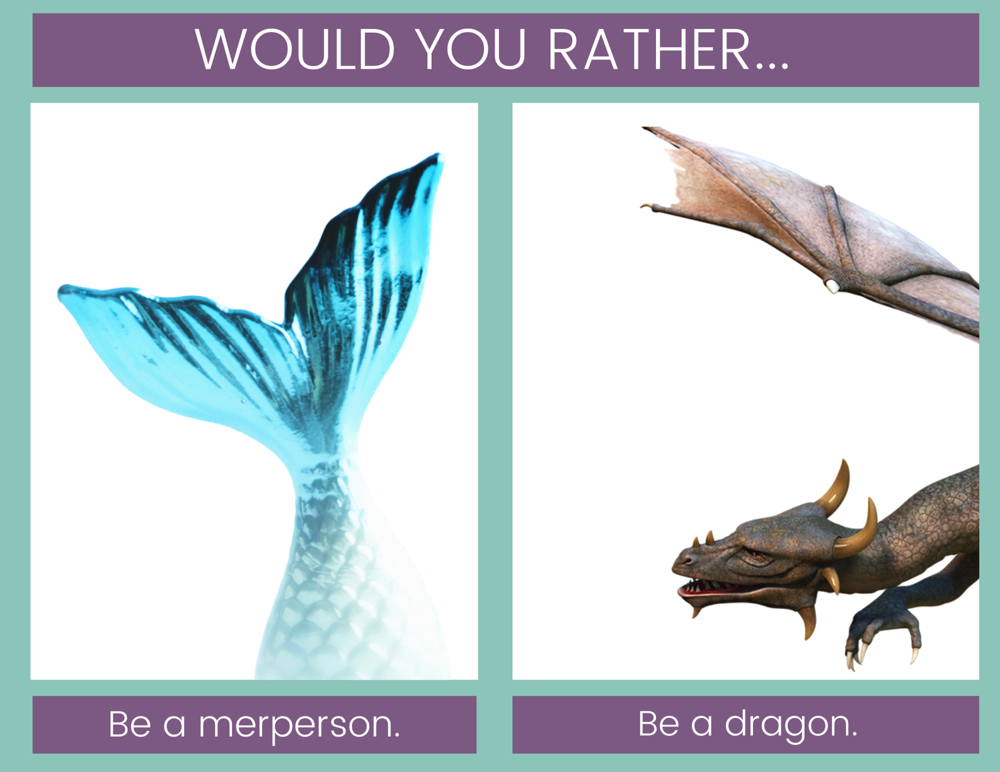 WOULD YOU RATHER...
Be a merperson.
Be a dragon.